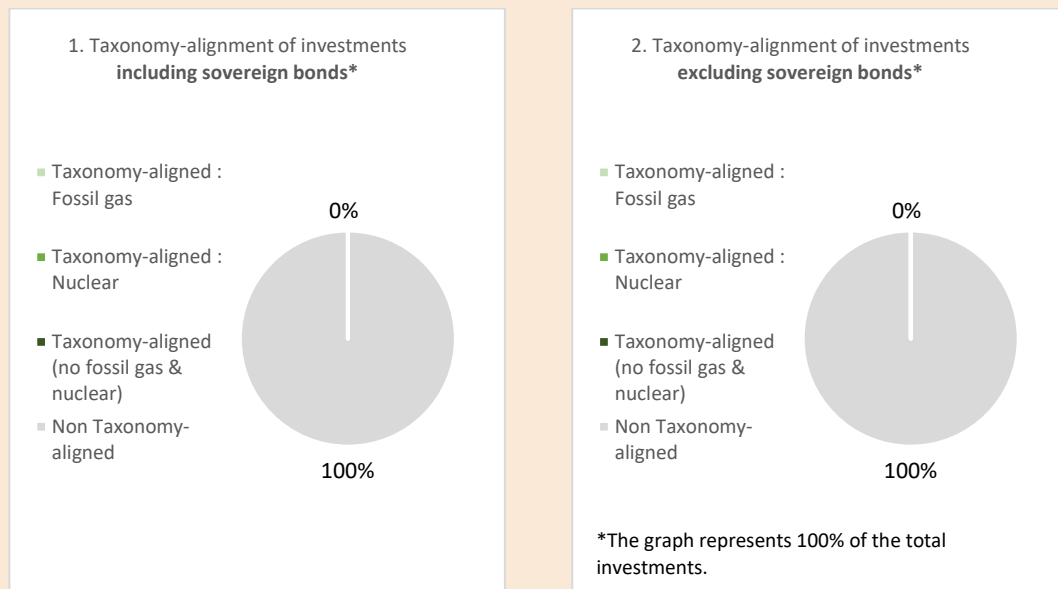 1. Taxonomy-alignment of investments
including sovereign bonds*
Taxonomy-aligned :
Fossil gas
Taxonomy-aligned :
Nuclear
Taxonomy-aligned
(no fossil gas &
nuclear)
Non Taxonomy-
aligned
0%
100%
2. Taxonomy-alignment of investments
excluding sovereign bonds*
Taxonomy-aligned :
Fossil gas
Taxonomy-aligned :
Nuclear
Taxonomy-aligned
(no fossil gas &
nuclear)
Non Taxonomy-
aligned
0%
100%
*The graph represents 100% of the total
investments.